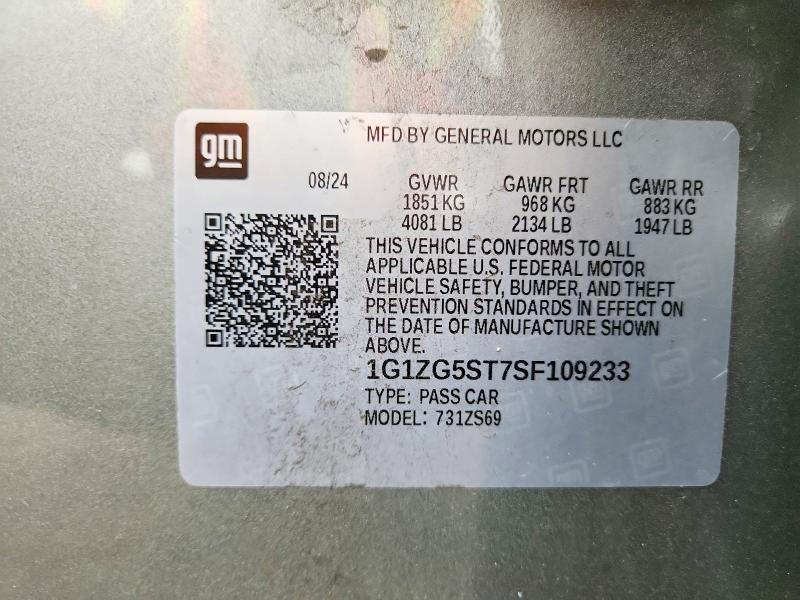 gm
MFD BY GENERAL MOTORS LLC
08/24 GVWR GAWR FRT GAWR RR
1851 KG 968 KG 883 KG
4081 LB 2134 LB 1947 LB
THIS VEHICLE CONFORMS TO ALL
APPLICABLE U.S. FEDERAL MOTOR
VEHICLE SAFETY, BUMPER, AND THEFT
PREVENTION STANDARDS IN EFFECT ON
THE DATE OF MANUFACTURE SHOWN
ABOVE.
1G1ZG5ST7SF109233
TYPE: PASS CAR
MODEL: 731ZS69